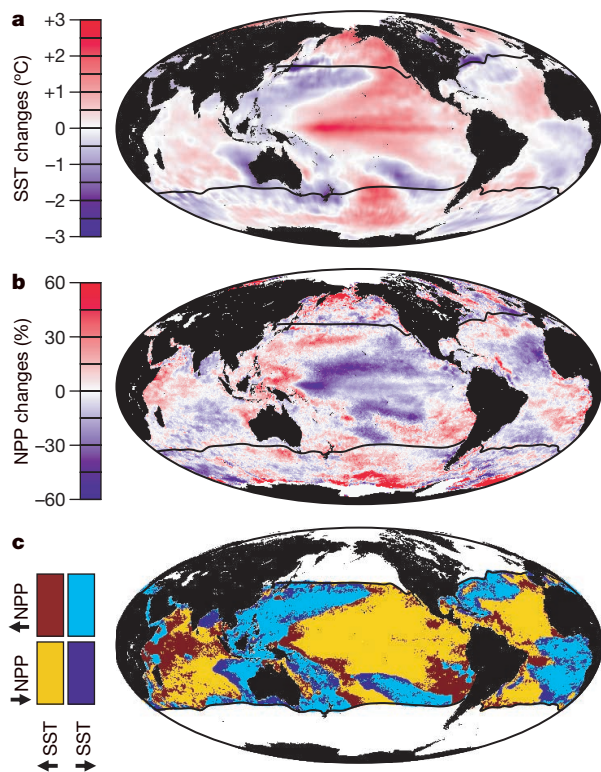 a
SST changes (ºC)
+3
+2
+1
0
–1
–2
–3
b
NPP changes (%)
60
30
0
–30
–60
c
NPP
NPP
SST
SST